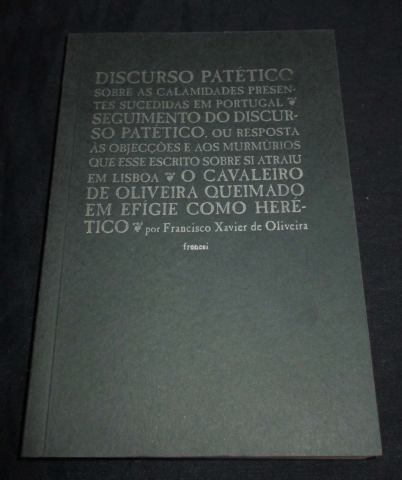 DISCURSO PATÉTICO
SOBRE AS CALAMIDADES PRESEN-
TES SUCEDIDAS EM PORTUGAL ❦
SEGUIMENTO DO DISCUR-
SO PATÉTICO, OU RESPOSTA
ÀS OBJECÇÕES E AOS MURMÚRIOS
QUE ESSE ESCRITO SOBRE SI ATRAIU
EM LISBOA ❦ O CAVALEIRO
DE OLIVEIRA QUEIMADO
EM EFÍGIE COMO HERÉ-
TICO ❦ por Francisco Xavier de Oliveira
frenesi